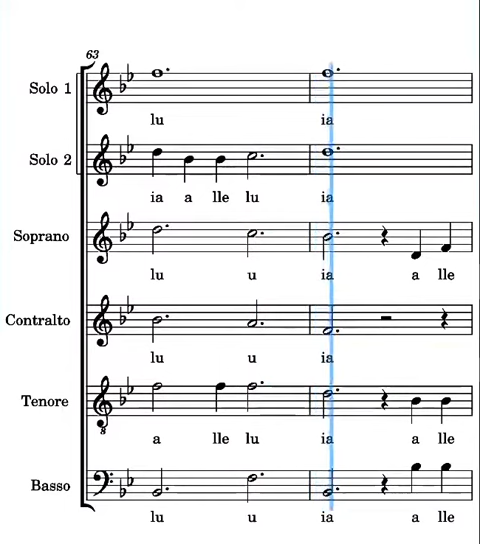 63
Solo 1
lu ia
Solo 2
ia a lle lu ia
Soprano
lu u ia a lle
Contralto
lu u ia
Tenore
8
a lle lu ia a lle
Basso
lu u ia a lle